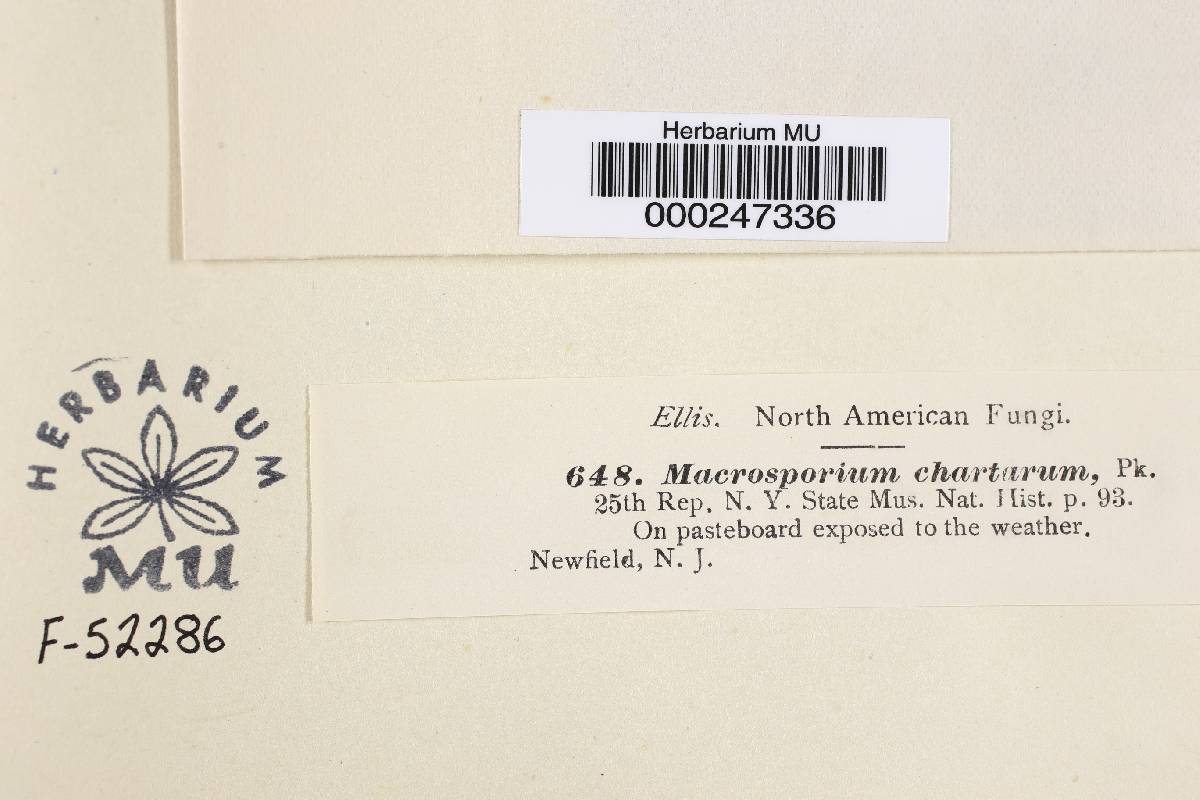 Herbarium MU
000247336
HERBARIUM
MU
F-52286
Ellis. North American Fungi.
648. Macrosporium chartarum, Pk.
25th Rep. N. Y. State Mus. Nat. Hist. p. 93.
On pasteboard exposed to the weather.
Newfield, N. J.